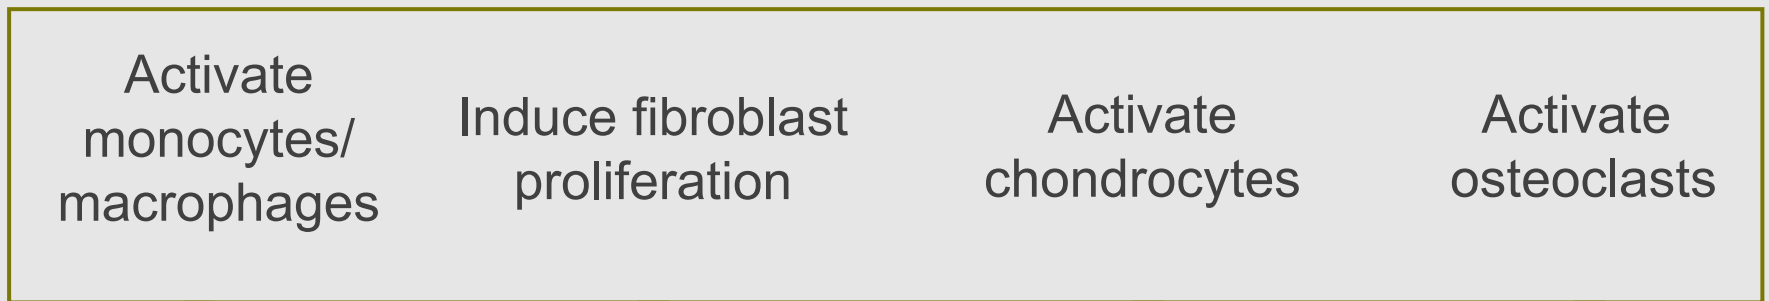 Activate
monocytes/
macrophages
Induce fibroblast
proliferation
Activate
chondrocytes
Activate
osteoclasts